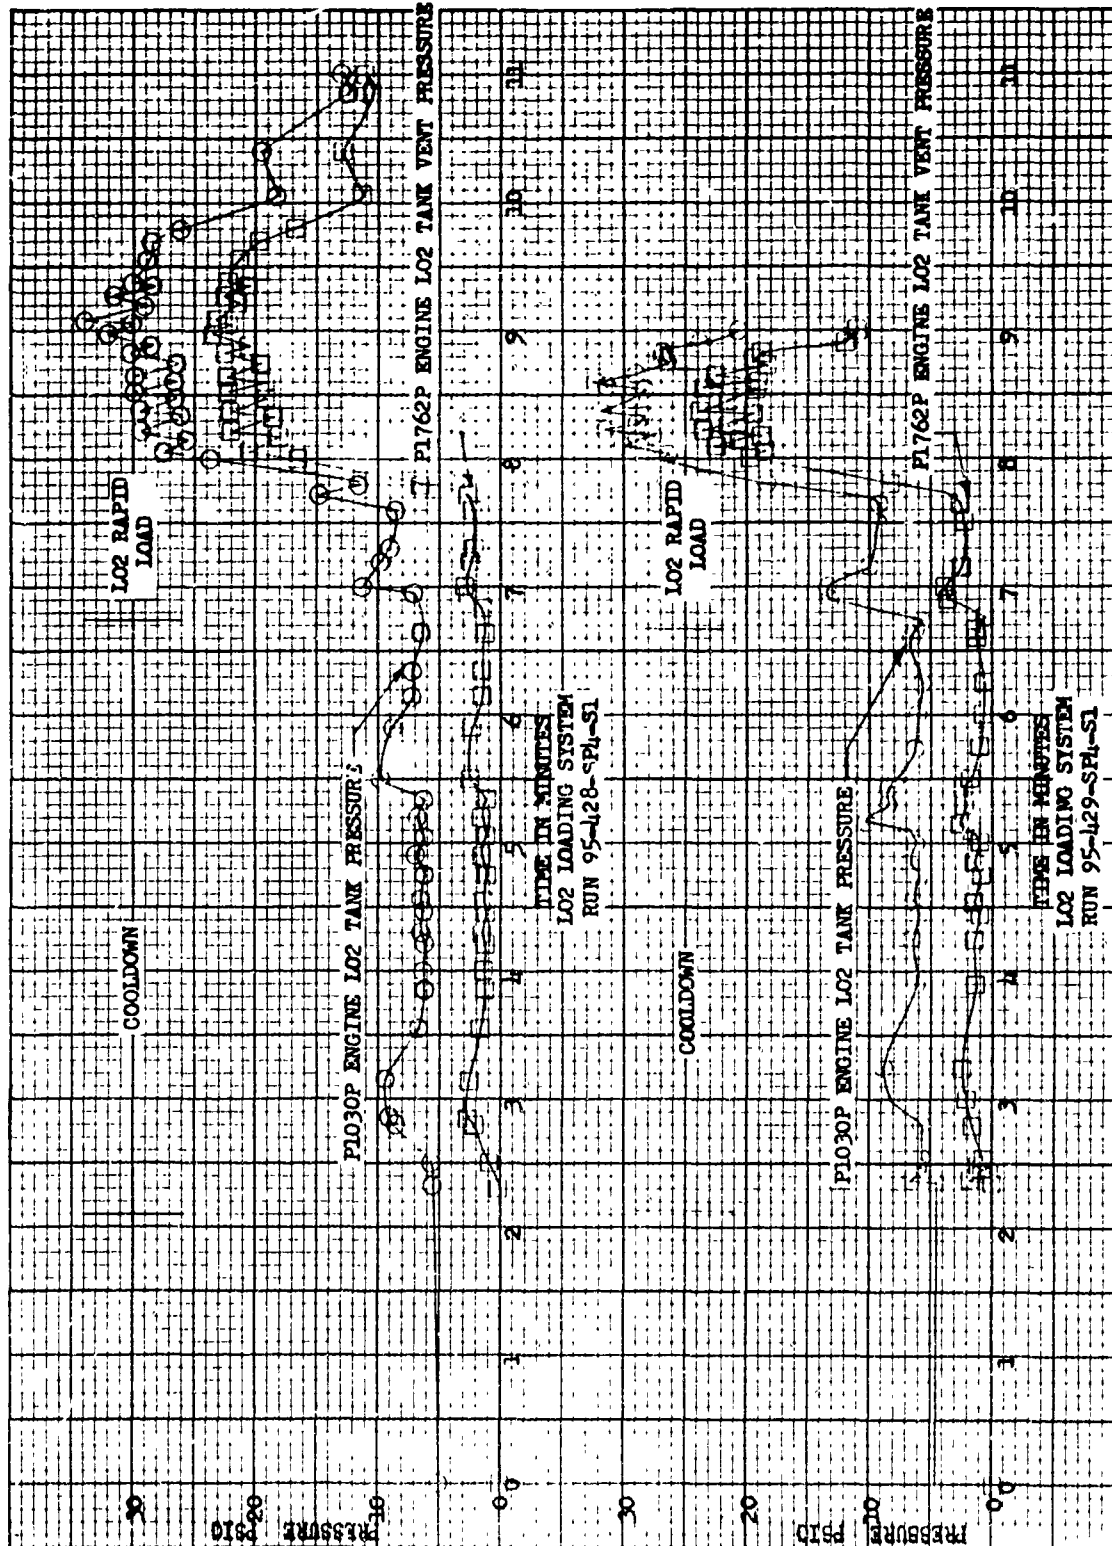 LO2 RAPID
LOAD
COOLDOWN
P1030P ENGINE LO2 TANK PRESSURE
P1762P ENGINE LO2 TANK VENT PRESSURE
PRESSURE PSIG
30
20
10
0
0 1 2 3 4 5 6 7 8 9 10 11
TIME IN MINUTES
LO2 LOADING SYSTEM
RUN 95-428-SP4-S1
LO2 RAPID
LOAD
COOLDOWN
P1030P ENGINE LO2 TANK PRESSURE
P1762P ENGINE LO2 TANK VENT PRESSURE
PRESSURE PSIG
30
20
10
0
0 1 2 3 4 5 6 7 8 9 10 11
TIME IN MINUTES
LO2 LOADING SYSTEM
RUN 95-429-SP4-S1